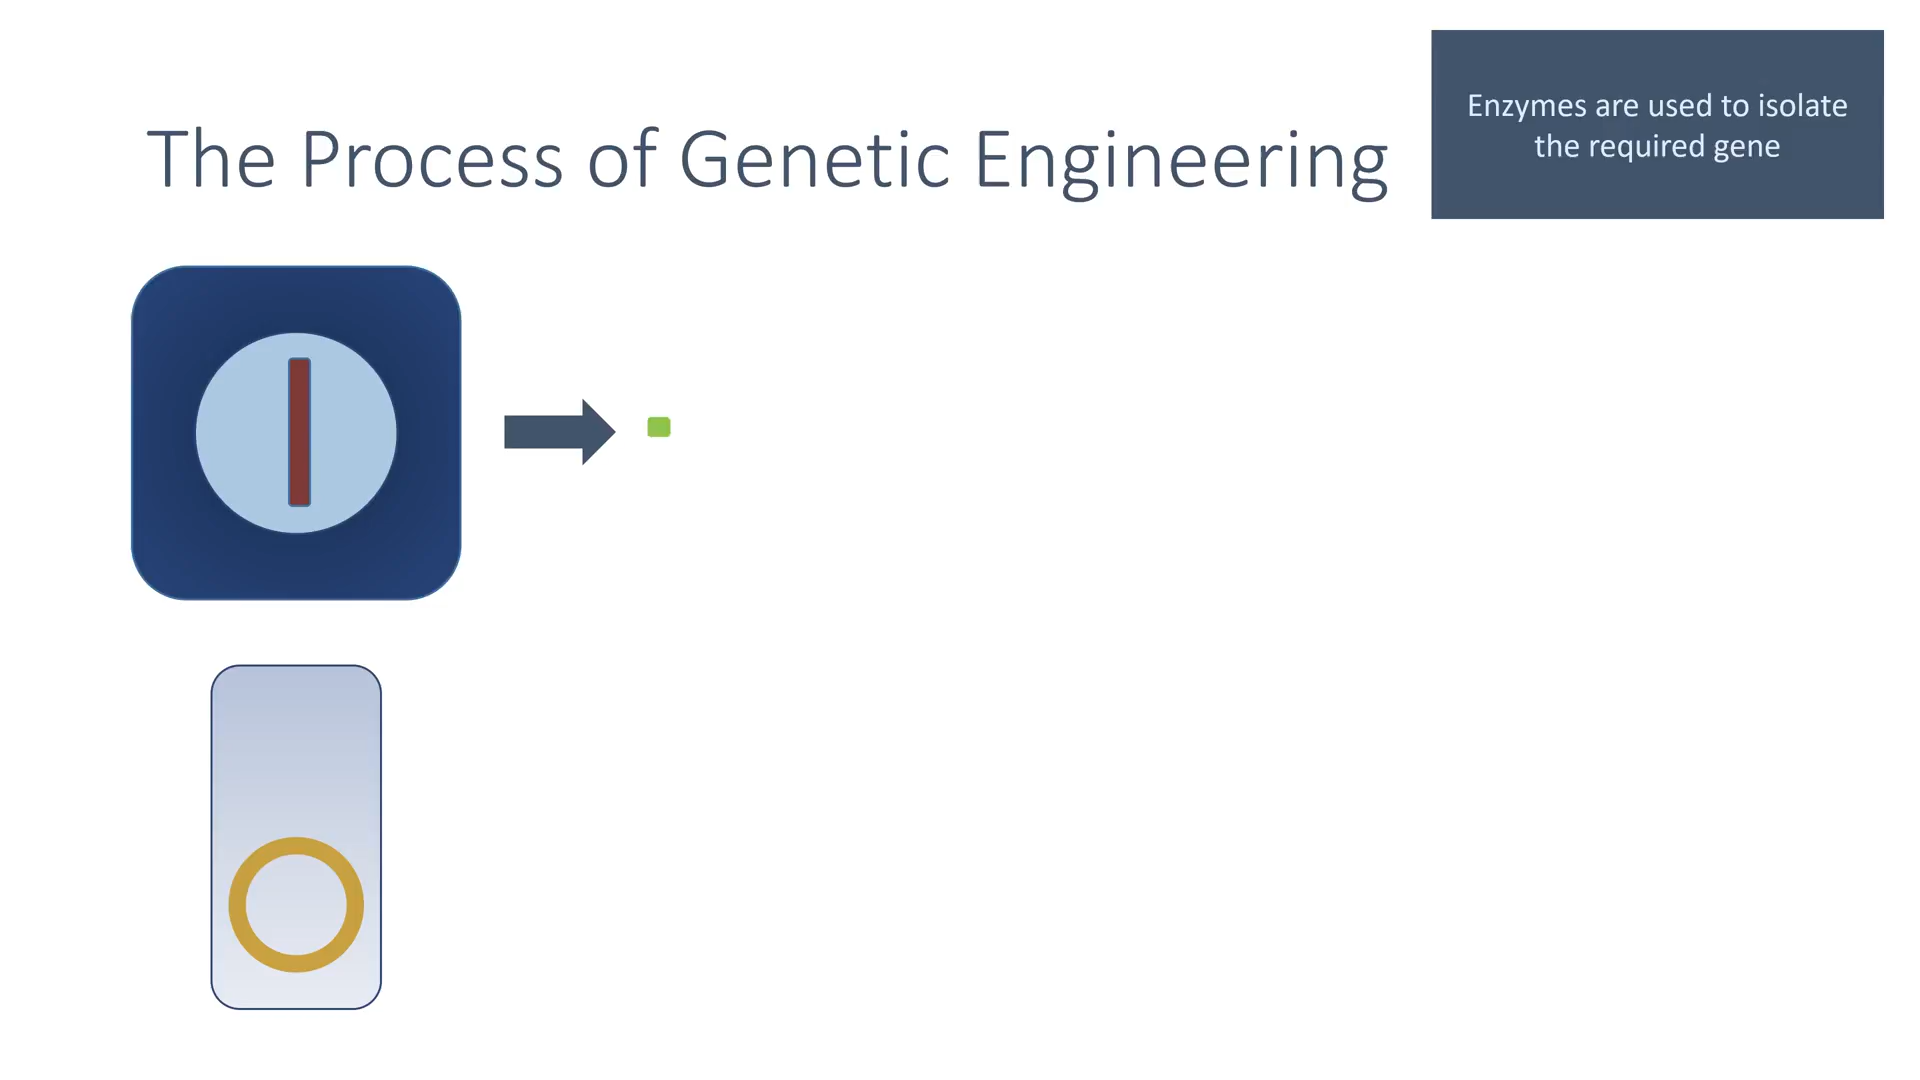 The Process of Genetic Engineering
Enzymes are used to isolate
the required gene